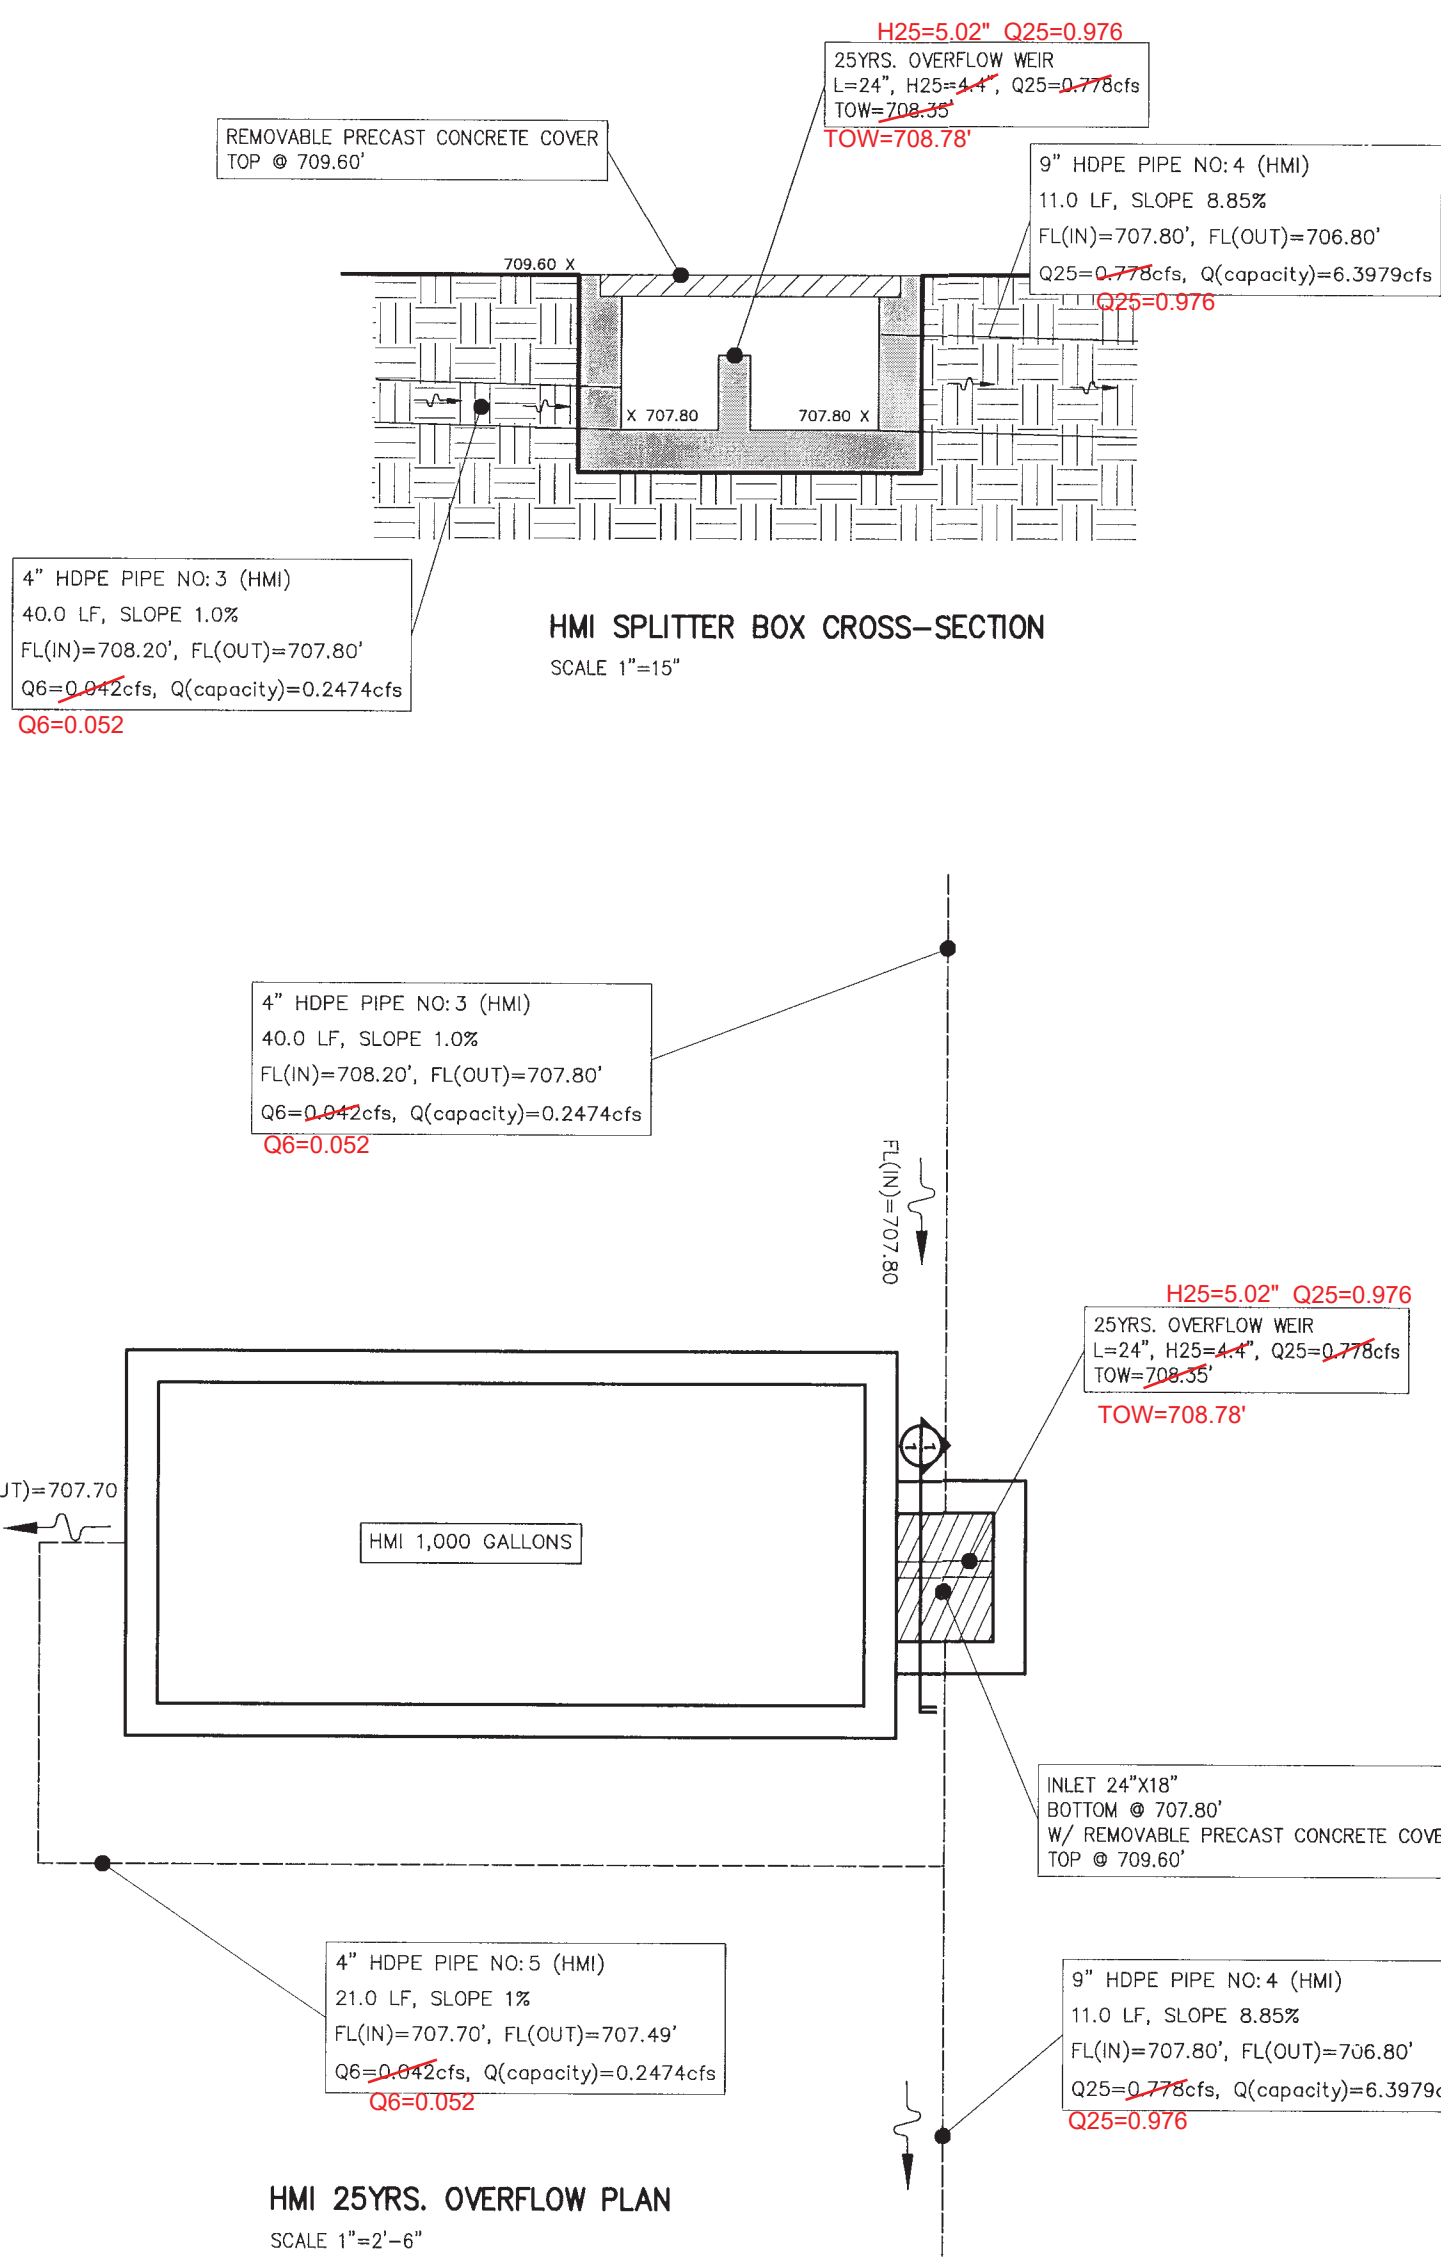 H25=5.02" Q25=0.976
25YRS. OVERFLOW WEIR
L=24", H25=4.4", Q25=0.778cfs
TOW=708.35'
TOW=708.78'
REMOVABLE PRECAST CONCRETE COVER
TOP @ 709.60'
9" HDPE PIPE NO:4 (HMI)
11.0 LF, SLOPE 8.85%
FL(IN)=707.80', FL(OUT)=706.80'
Q25=0.778cfs, Q(capacity)=6.3979cfs
Q25=0.976
709.60 X
X 707.80
707.80 X
4" HDPE PIPE NO:3 (HMI)
40.0 LF, SLOPE 1.0%
FL(IN)=708.20', FL(OUT)=707.80'
Q6=0.042cfs, Q(capacity)=0.2474cfs
Q6=0.052
HMI SPLITTER BOX CROSS-SECTION
SCALE 1"=15"
4" HDPE PIPE NO:3 (HMI)
40.0 LF, SLOPE 1.0%
FL(IN)=708.20', FL(OUT)=707.80'
Q6=0.042cfs, Q(capacity)=0.2474cfs
Q6=0.052
FL(IN)=707.80
H25=5.02" Q25=0.976
25YRS. OVERFLOW WEIR
L=24", H25=4.4", Q25=0.778cfs
TOW=708.35'
TOW=708.78'
1 1
UT)=707.70
HMI 1,000 GALLONS
INLET 24"X18"
BOTTOM @ 707.80'
W/ REMOVABLE PRECAST CONCRETE COVE
TOP @ 709.60'
4" HDPE PIPE NO:5 (HMI)
21.0 LF, SLOPE 1%
FL(IN)=707.70', FL(OUT)=707.49'
Q6=0.042cfs, Q(capacity)=0.2474cfs
Q6=0.052
9" HDPE PIPE NO:4 (HMI)
11.0 LF, SLOPE 8.85%
FL(IN)=707.80', FL(OUT)=706.80'
Q25=0.778cfs, Q(capacity)=6.3979c
Q25=0.976
HMI 25YRS. OVERFLOW PLAN
SCALE 1"=2'-6"